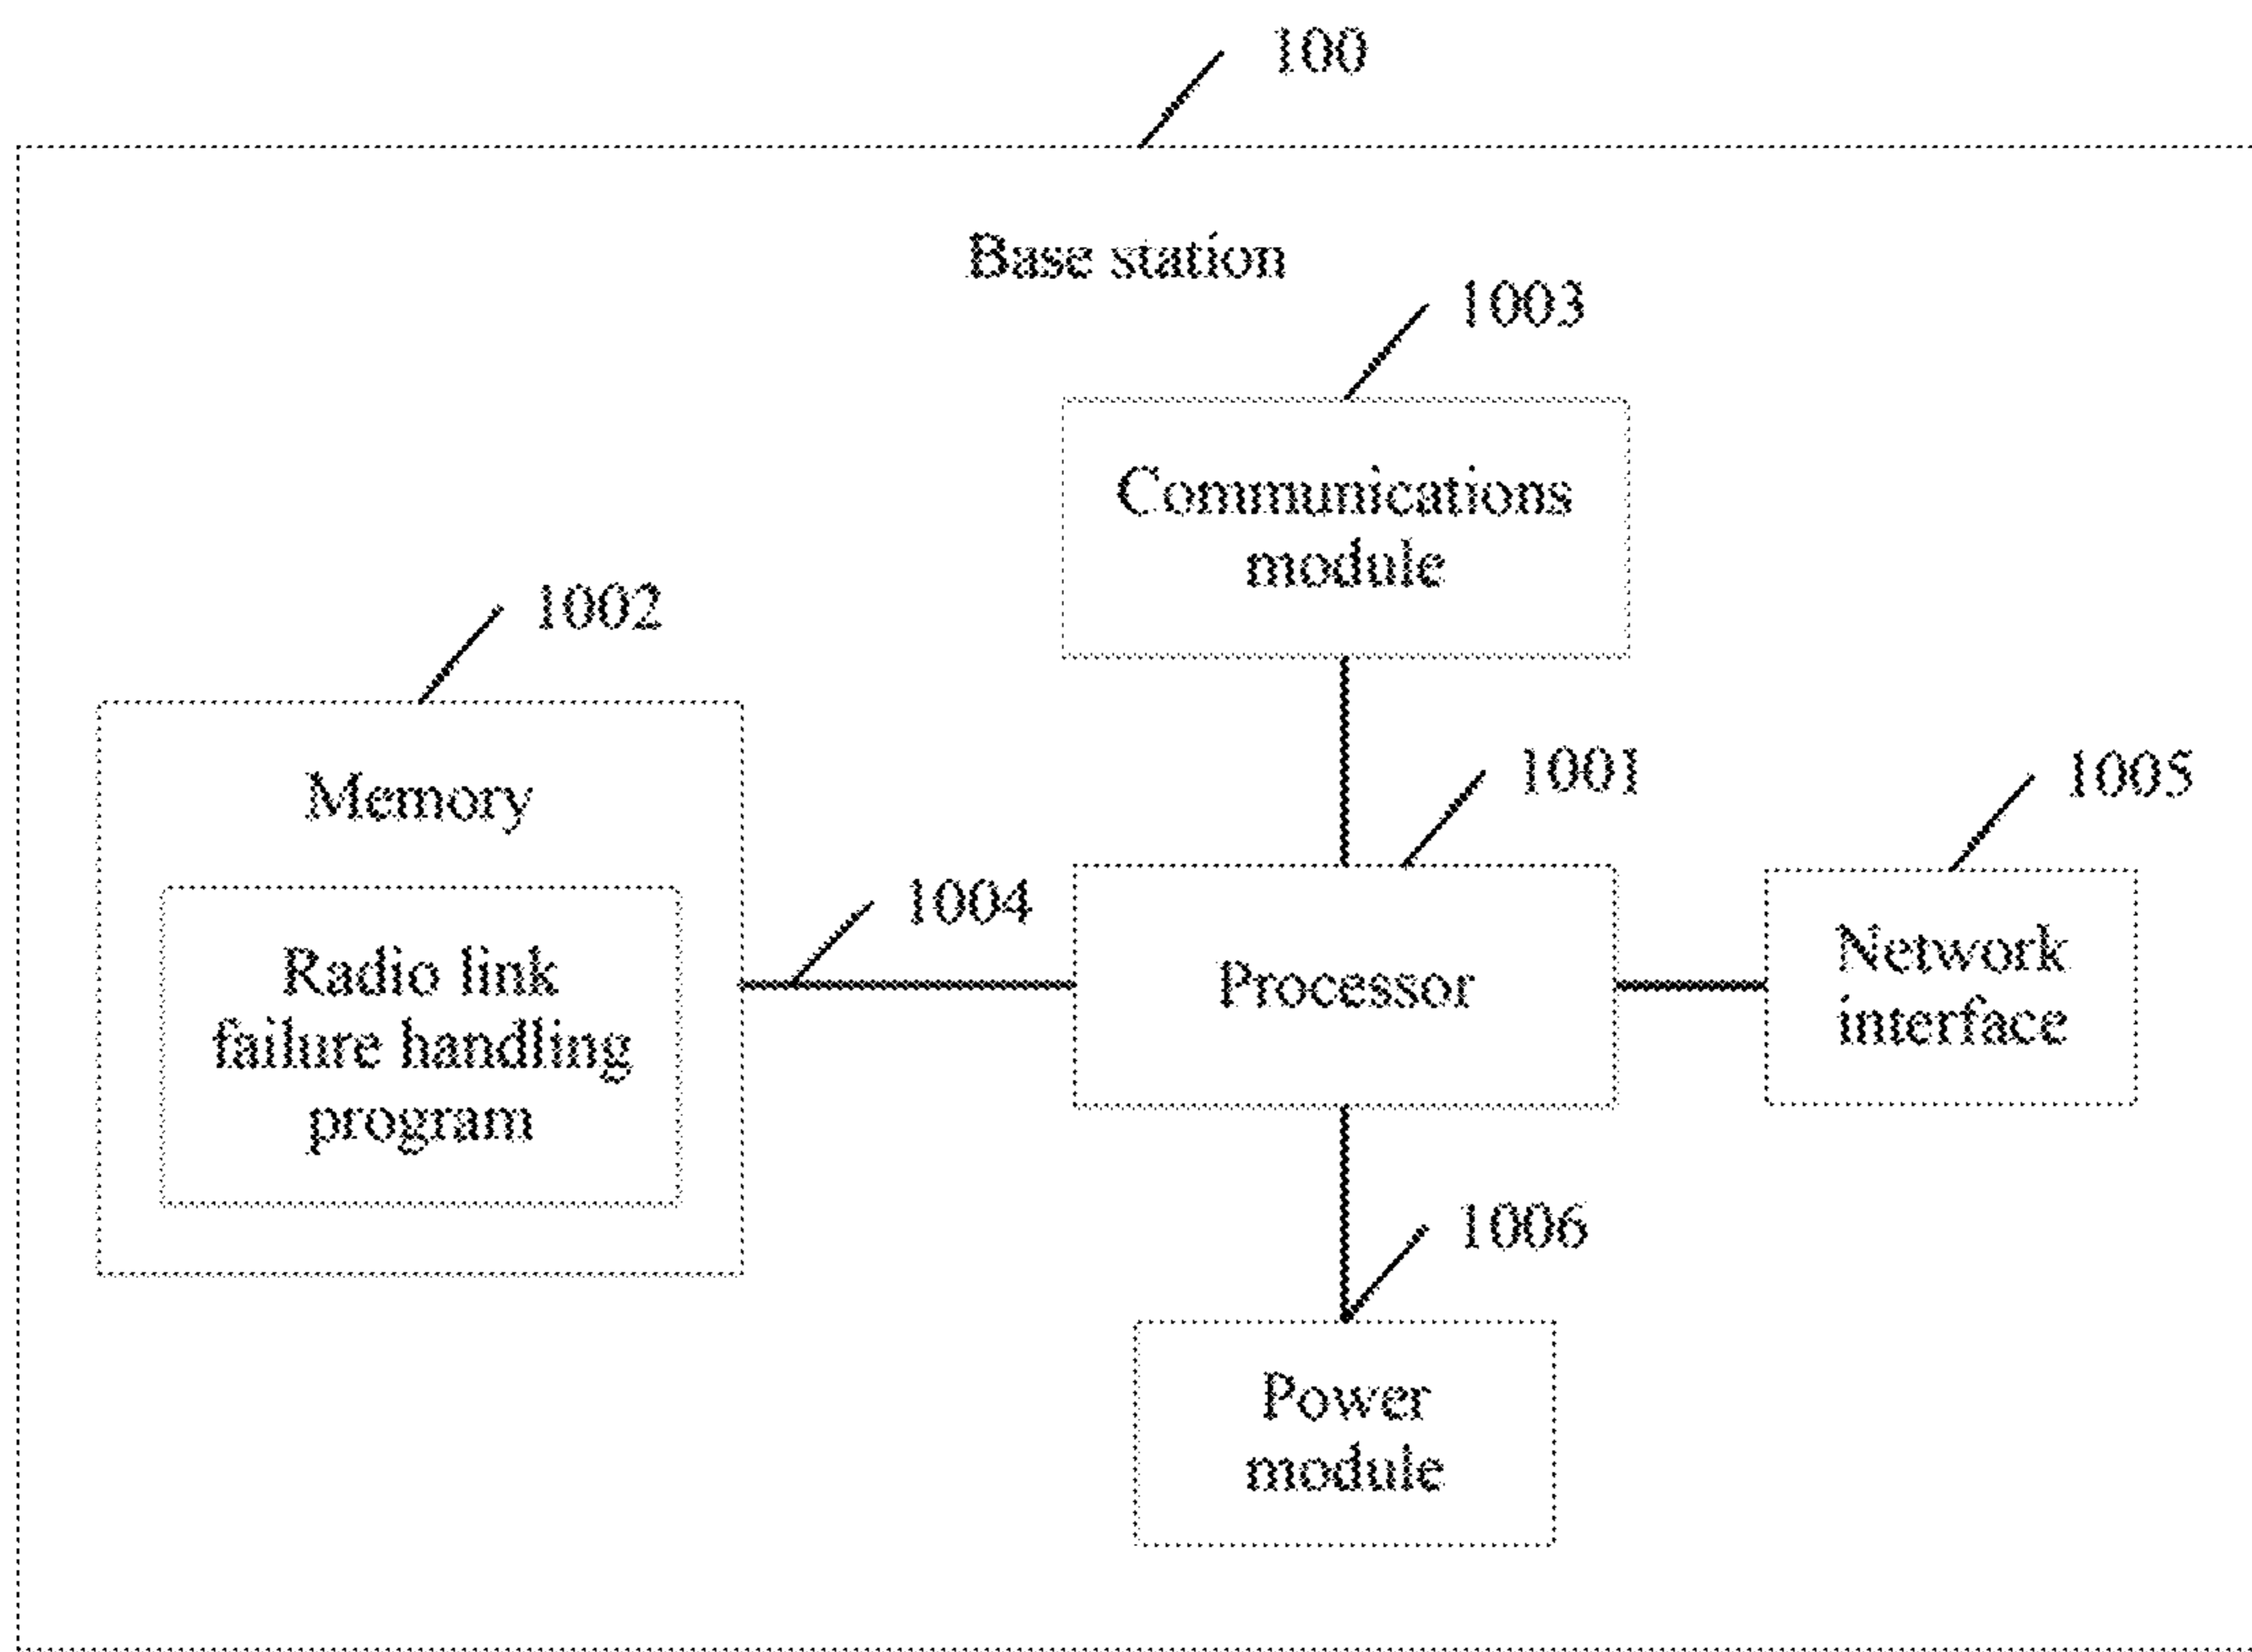 100
Base station
1003
Communications
module
1002
Memory
1001
1005
1004
Radio link
failure handling
program
Processor
Network
interface
1006
Power
module